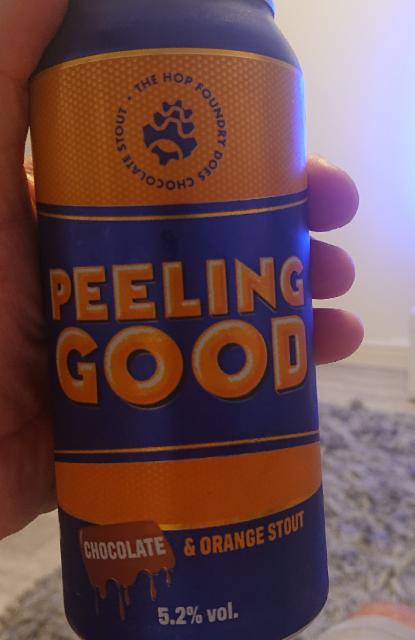 THE HOP FOUNDRY DOES CHOCOLATE STOUT •
PEELING
GOOD
CHOCOLATE & ORANGE STOUT
5.2% vol.